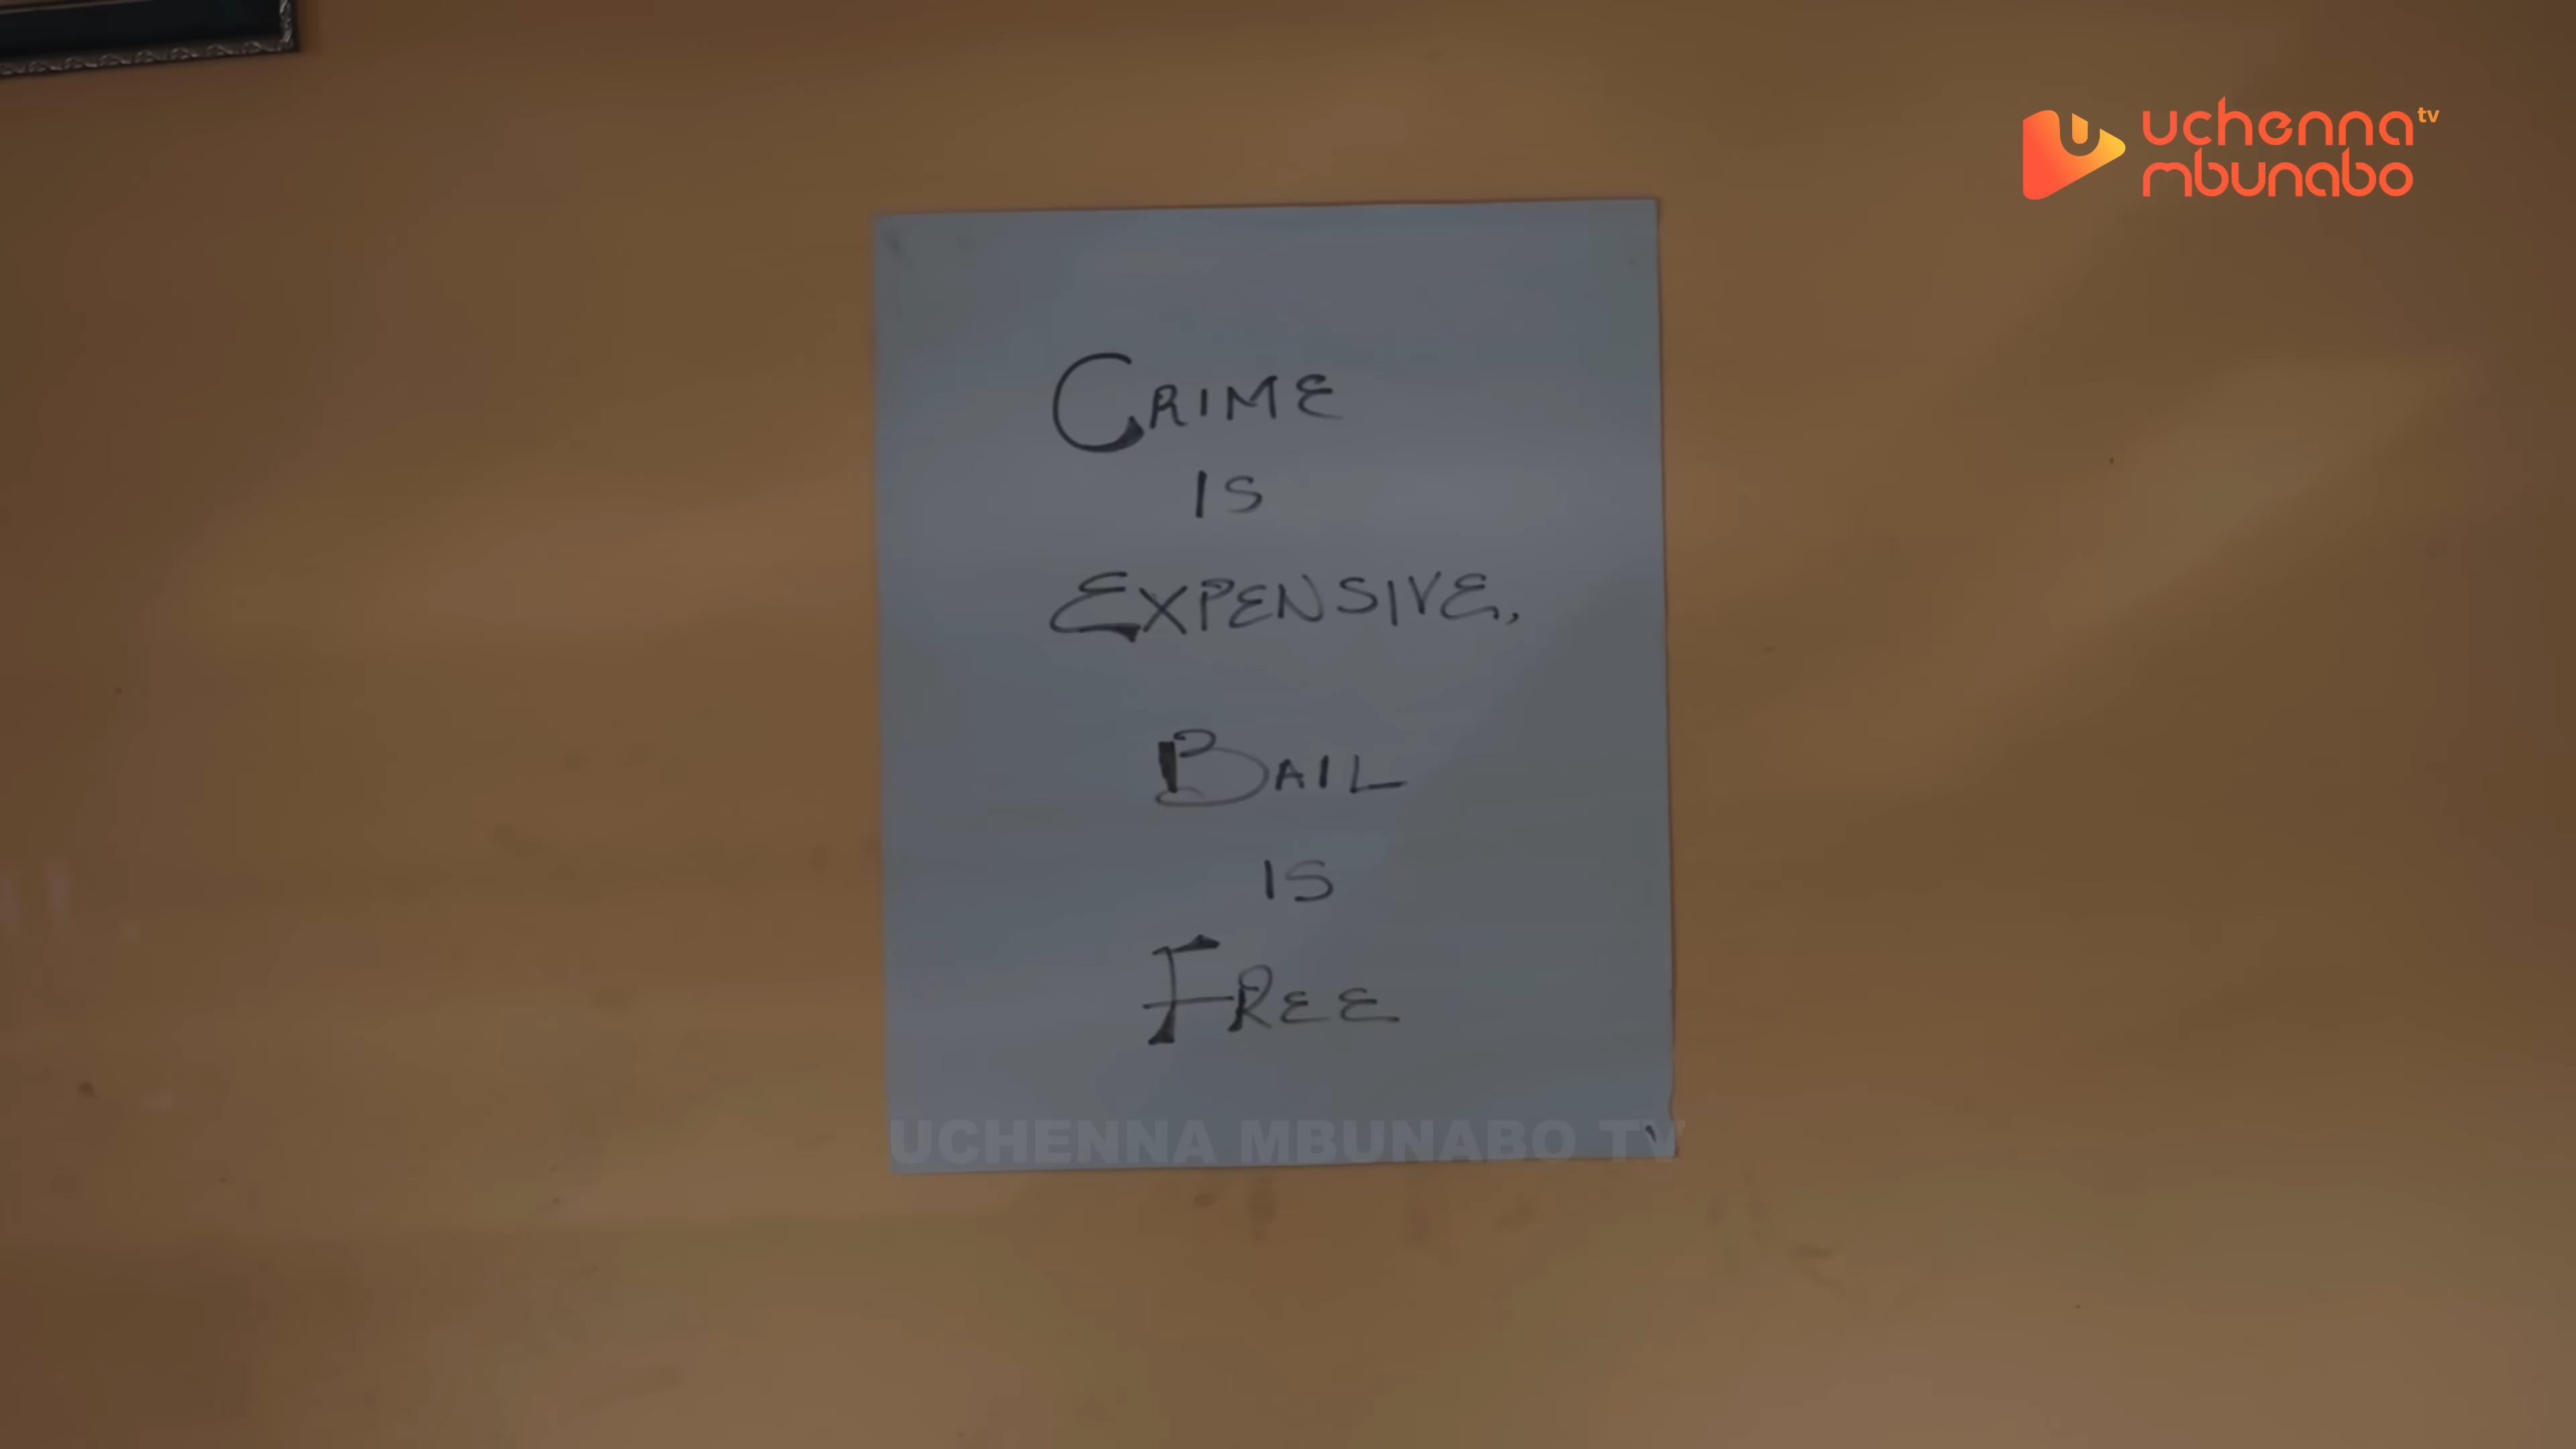 uchenna tv
mbunabo
CRIME
IS
EXPENSIVE,
BAIL
IS
FREE
UCHENNA MBUNABO TV